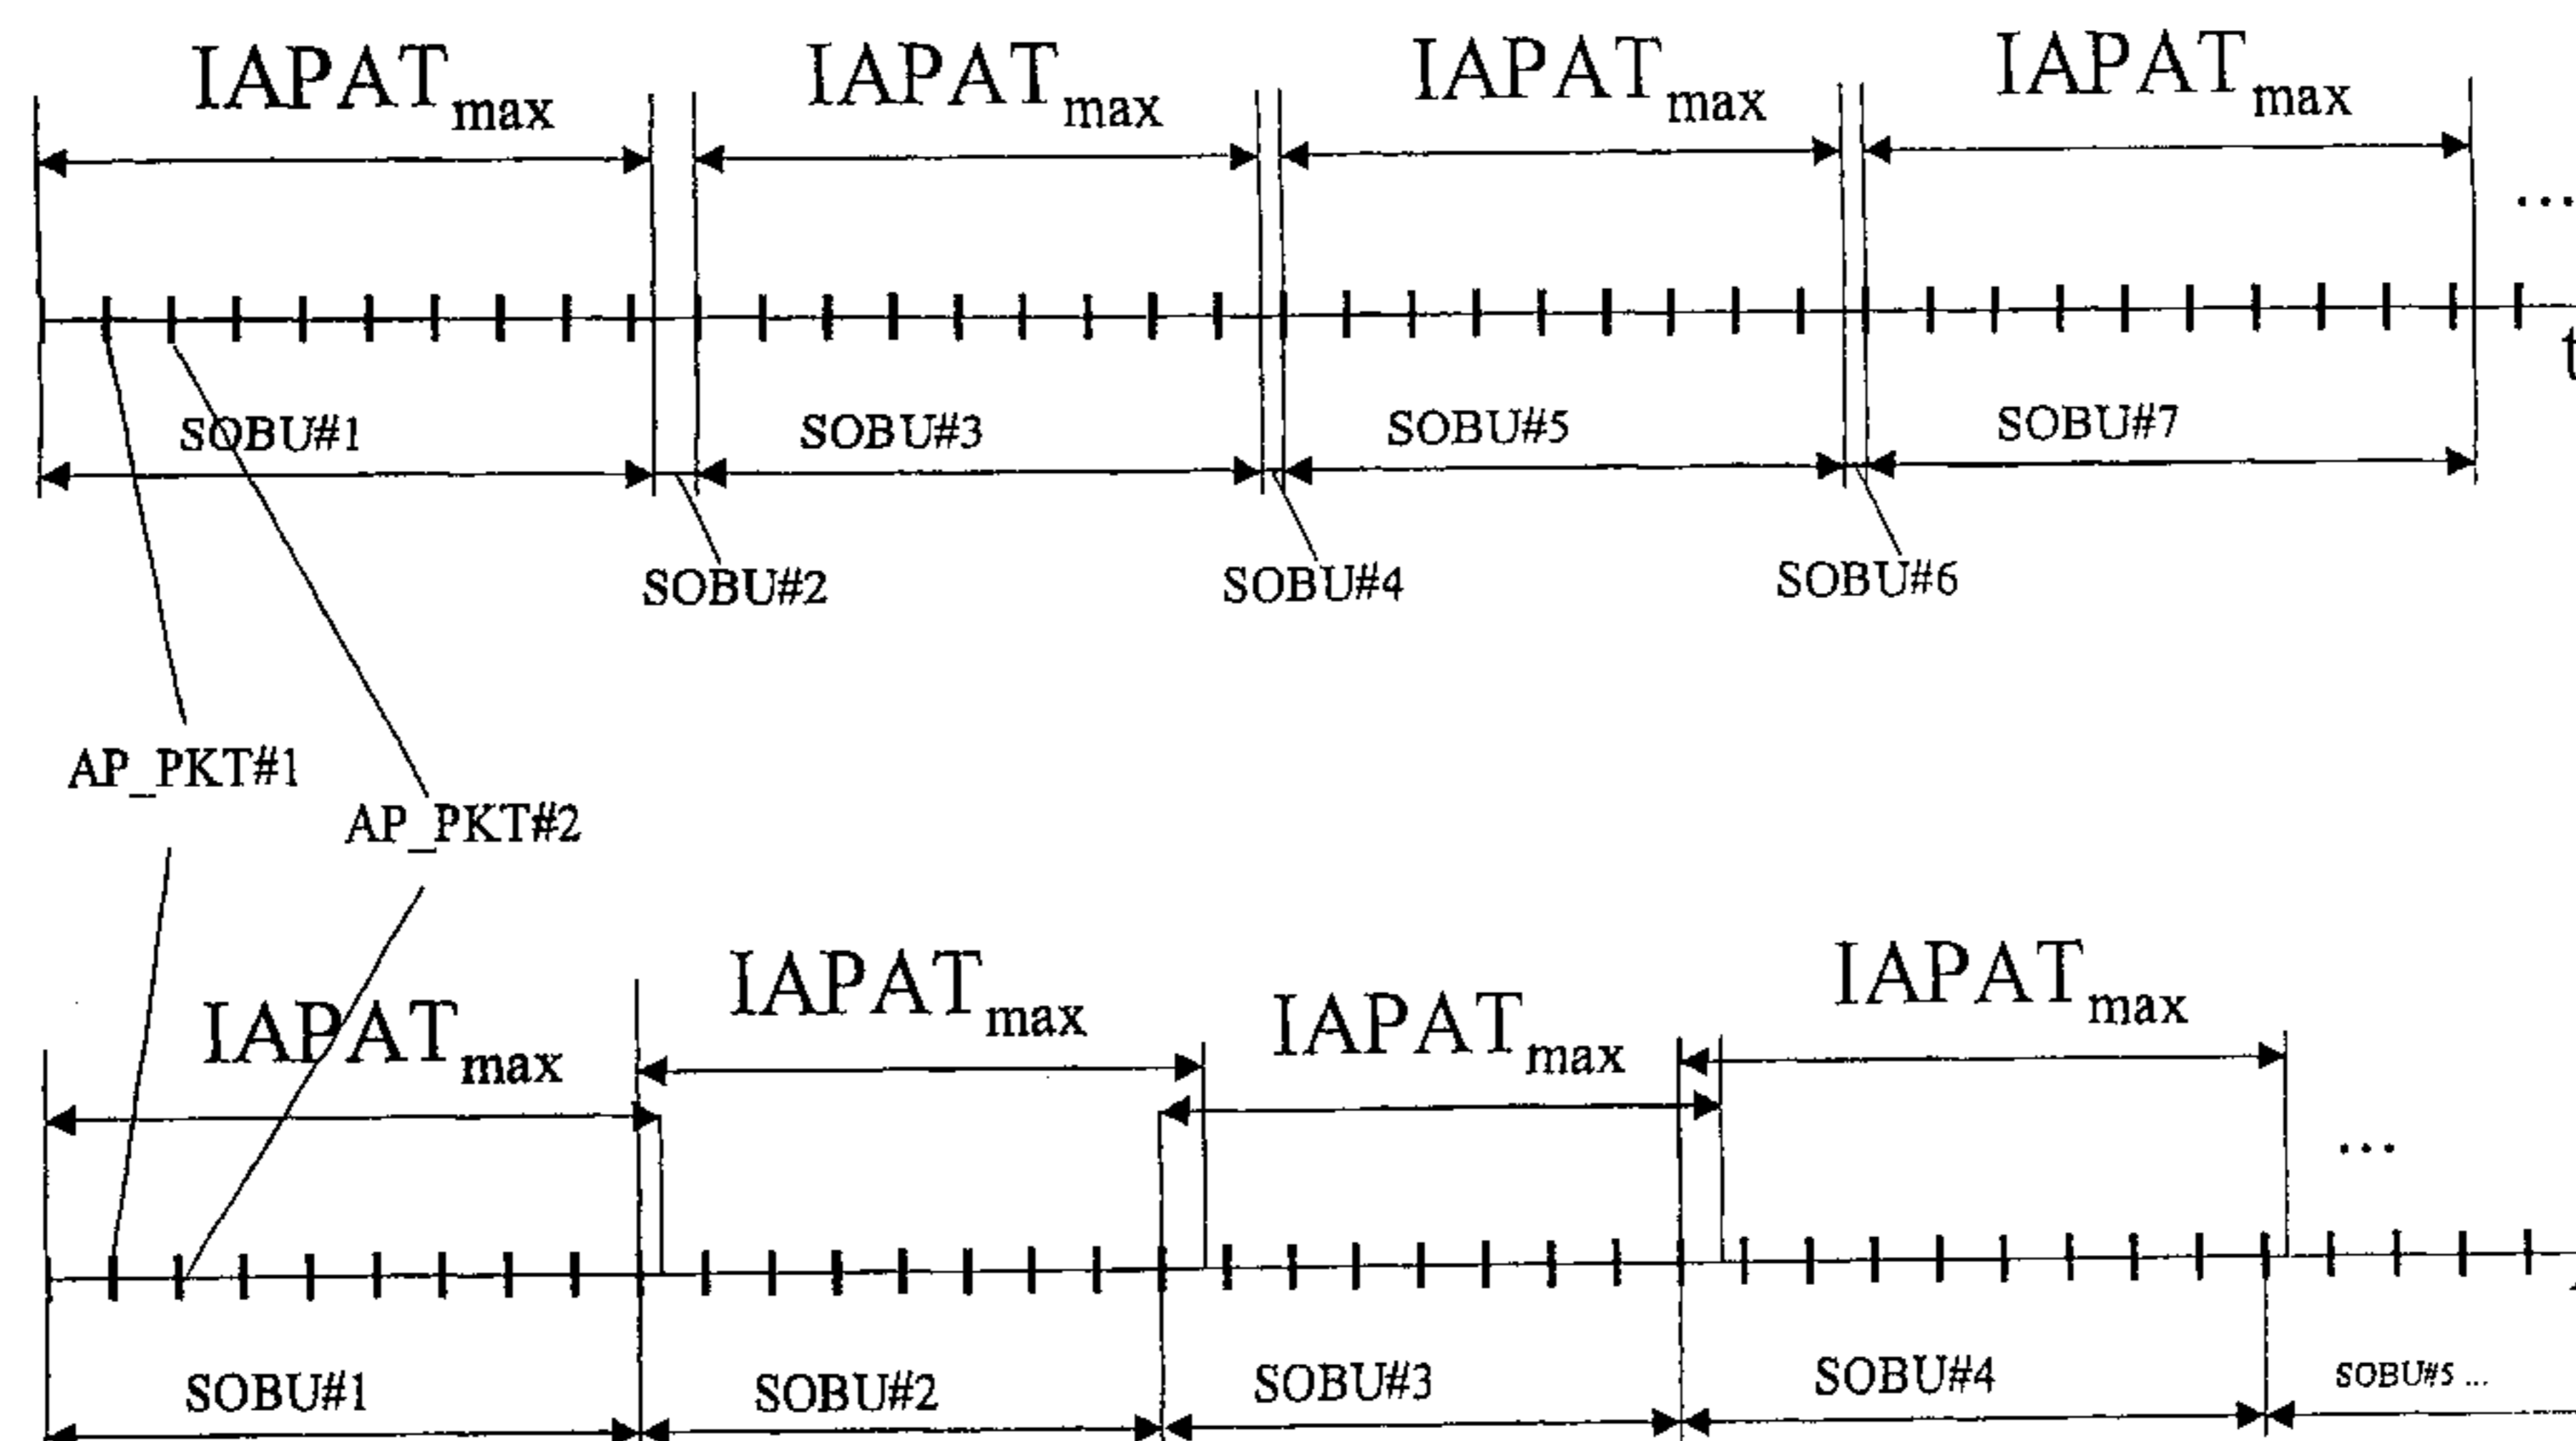 IAPATmax IAPATmax IAPATmax IAPATmax
...
t
SOBU#1 SOBU#3 SOBU#5 SOBU#7
SOBU#2 SOBU#4 SOBU#6
AP_PKT#1
AP_PKT#2
IAPATmax IAPATmax IAPATmax IAPATmax
...
SOBU#1 SOBU#2 SOBU#3 SOBU#4 SOBU#5 ...